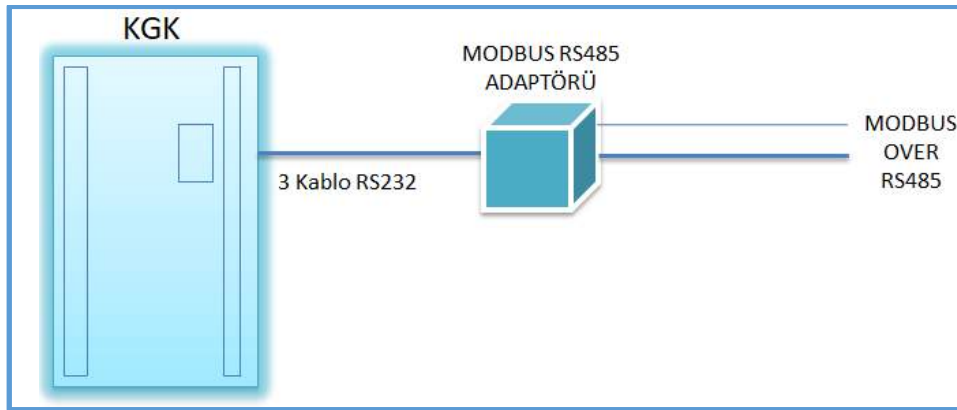 KGK
MODBUS RS485
ADAPTÖRÜ
3 Kablo RS232
MODBUS
OVER
RS485